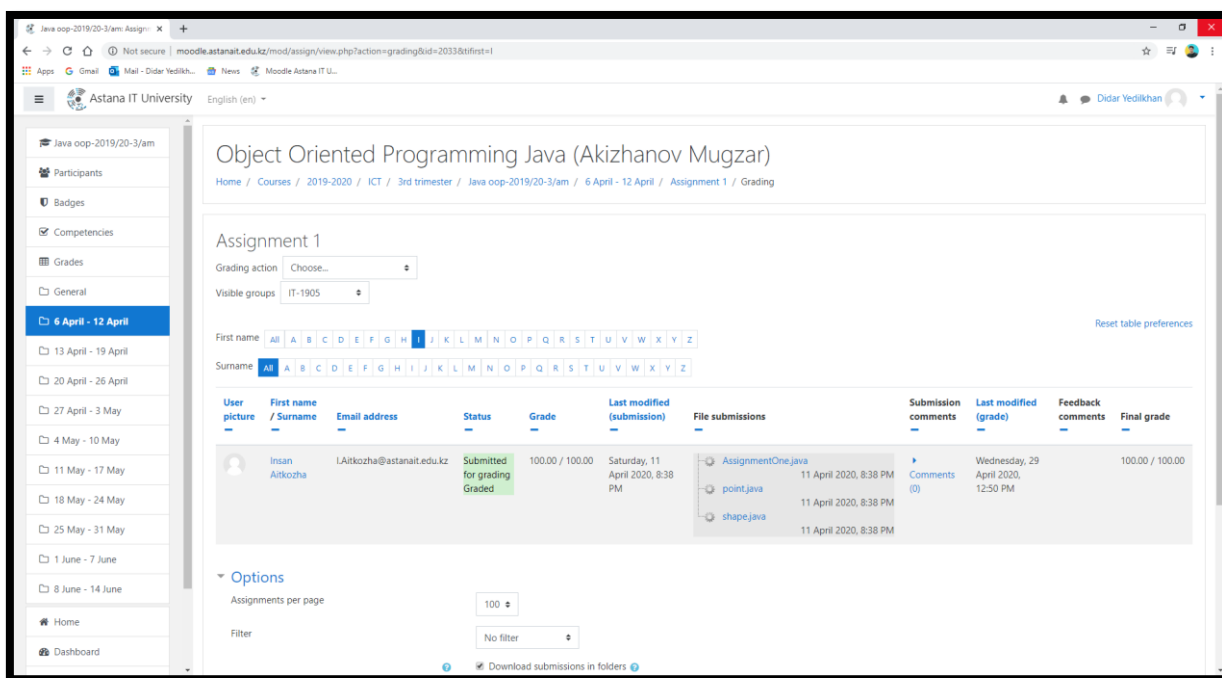 Java oop-2019/20-3/am: Assign
Not secure | moodle.astanait.edu.kz/mod/assign/view.php?action=grading&id=2033&tifirst=I
Apps Gmail Mail - Didar Yedilkh... News Moodle Astana IT U...
Astana IT University English (en) Didar Yedilkhan
Java oop-2019/20-3/am
Participants
Badges
Competencies
Grades
General
6 April - 12 April
13 April - 19 April
20 April - 26 April
27 April - 3 May
4 May - 10 May
11 May - 17 May
18 May - 24 May
25 May - 31 May
1 June - 7 June
8 June - 14 June
Home
Dashboard
Object Oriented Programming Java (Akizhanov Mugzar)
Home / Courses / 2019-2020 / ICT / 3rd trimester / Java oop-2019/20-3/am / 6 April - 12 April / Assignment 1 / Grading
Assignment 1
Grading action Choose...
Visible groups IT-1905
Reset table preferences
First name All A B C D E F G H I J K L M N O P Q R S T U V W X Y Z
Surname All A B C D E F G H I J K L M N O P Q R S T U V W X Y Z
User picture
First name / Surname
Email address
Status
Grade
Last modified (submission)
File submissions
Submission comments
Last modified (grade)
Feedback comments
Final grade
Insan Aitkozha
I.Aitkozha@astanait.edu.kz
Submitted for grading
Graded
100.00 / 100.00
Saturday, 11 April 2020, 8:38 PM
AssignmentOne.java
11 April 2020, 8:38 PM
point.java
11 April 2020, 8:38 PM
shape.java
11 April 2020, 8:38 PM
Comments (0)
Wednesday, 29 April 2020, 12:50 PM
100.00 / 100.00
Options
Assignments per page 100
Filter No filter
Download submissions in folders